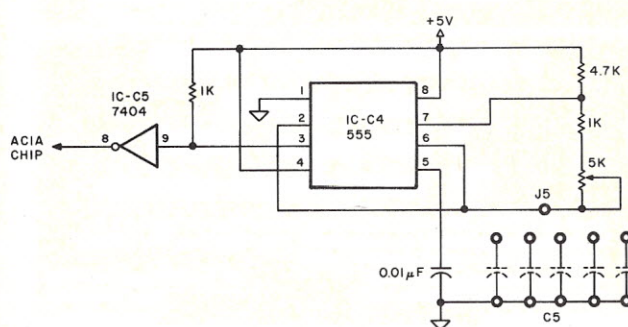 +5V
4.7K
1K
IC-C5
7404
1
8
IC-C4
555
2
7
1K
ACIA
CHIP
8
9
3
6
5K
4
5
J5
0.01µF
C5